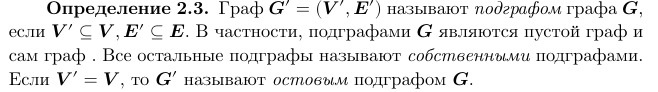 Определение 2.3. Граф G′ = (V′, E′) называют подграфом графа G,
если V′ ⊆ V, E′ ⊆ E. В частности, подграфами G являются пустой граф и
сам граф . Все остальные подграфы называют собственными подграфами.
Если V′ = V, то G′ называют остовым подграфом G.